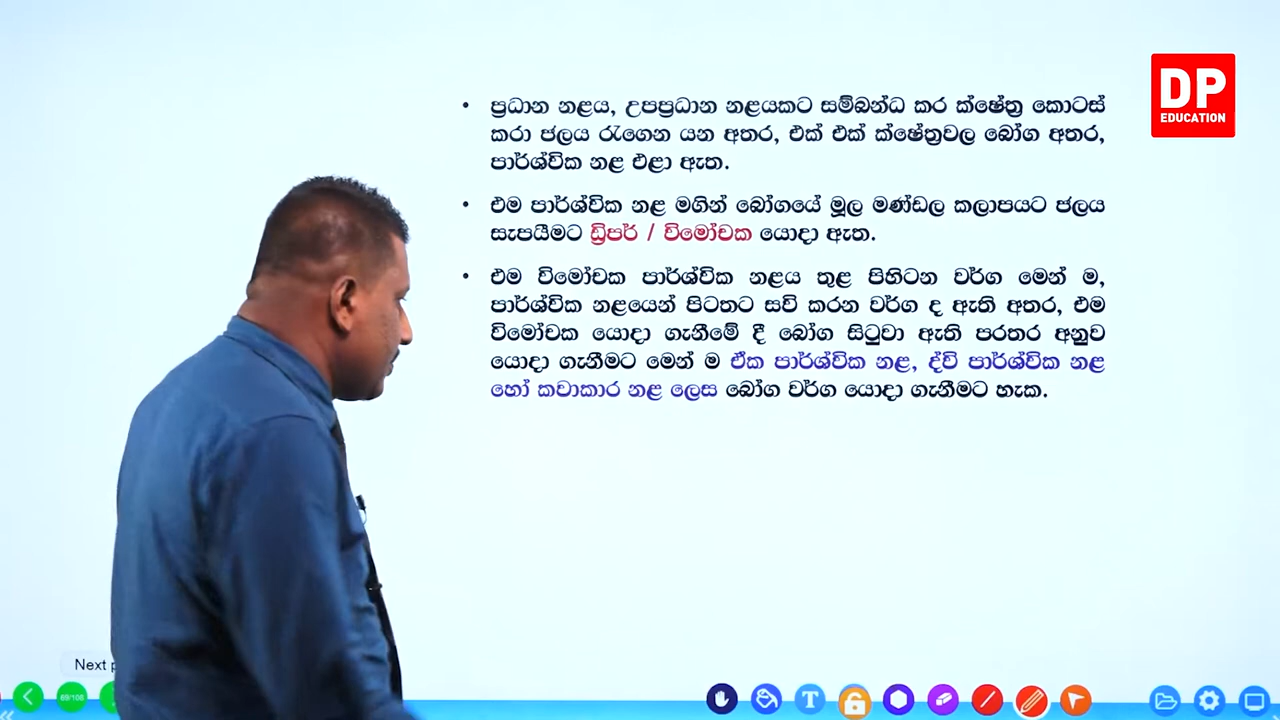 DP
EDUCATION
• ප්‍රධාන නළය, උපප්‍රධාන නළයකට සම්බන්ධ කර ක්ෂේත්‍ර කොටස්
කරා ජලය රැගෙන යන අතර, එක් එක් ක්ෂේත්‍රවල බෝග අතර,
පාර්ශ්වික නළ එළා ඇත.
• එම පාර්ශ්වික නළ මගින් බෝගයේ මූල මණ්ඩල කලාපයට ජලය
සැපයීමට ඩ්‍රිපර් / විමෝචක යොදා ඇත.
• එම විමෝචක පාර්ශ්වික නළය තුළ පිහිටන වර්ග මෙන් ම,
පාර්ශ්වික නළයෙන් පිටතට සවි කරන වර්ග ද ඇති අතර, එම
විමෝචක යොදා ගැනීමේ දී බෝග සිටුවා ඇති පරතර අනුව
යොදා ගැනීමට මෙන් ම ඒක පාර්ශ්වික නළ, ද්වි පාර්ශ්වික නළ
හෝ කවාකාර නළ ලෙස බෝග වර්ග යොදා ගැනීමට හැක.
Next
69/108
T